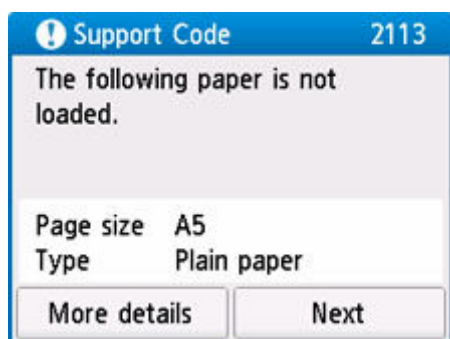 Support Code 2113
The following paper is not
loaded.
Page size A5
Type Plain paper
More details Next